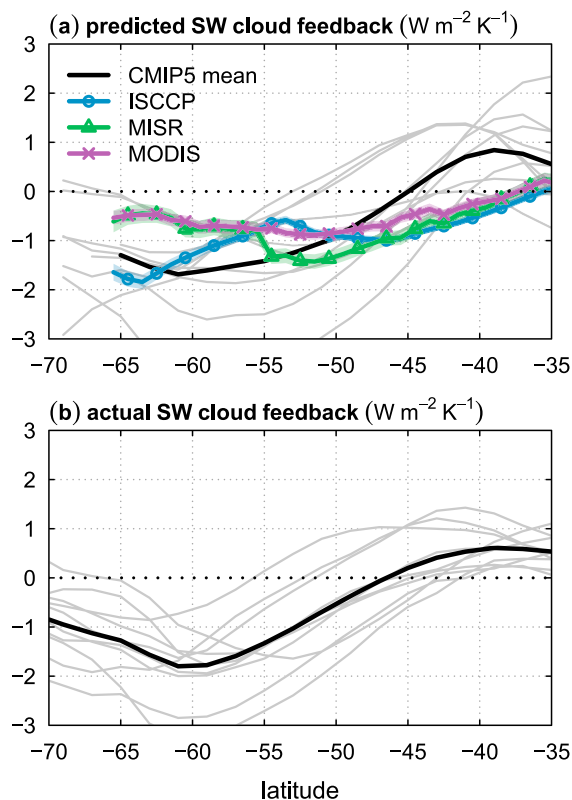 (a) predicted SW cloud feedback (W m⁻² K⁻¹)
3
CMIP5 mean
2
ISCCP
1
MISR
MODIS
0
−1
−2
−3
−70 −65 −60 −55 −50 −45 −40 −35
(b) actual SW cloud feedback (W m⁻² K⁻¹)
3
2
1
0
−1
−2
−3
−70 −65 −60 −55 −50 −45 −40 −35
latitude